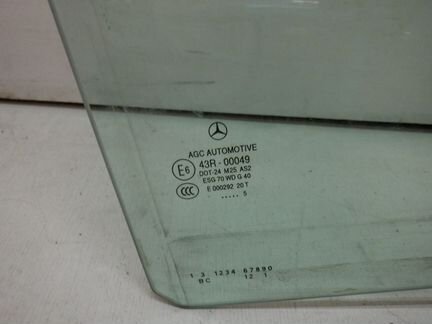 AGC AUTOMOTIVE
E6 43R - 00049
DOT-24 M25 AS2
ESG 70 WD G 40
CCC E 000292 20 T
..... 5
1 3 1234 67890
BC 12 1